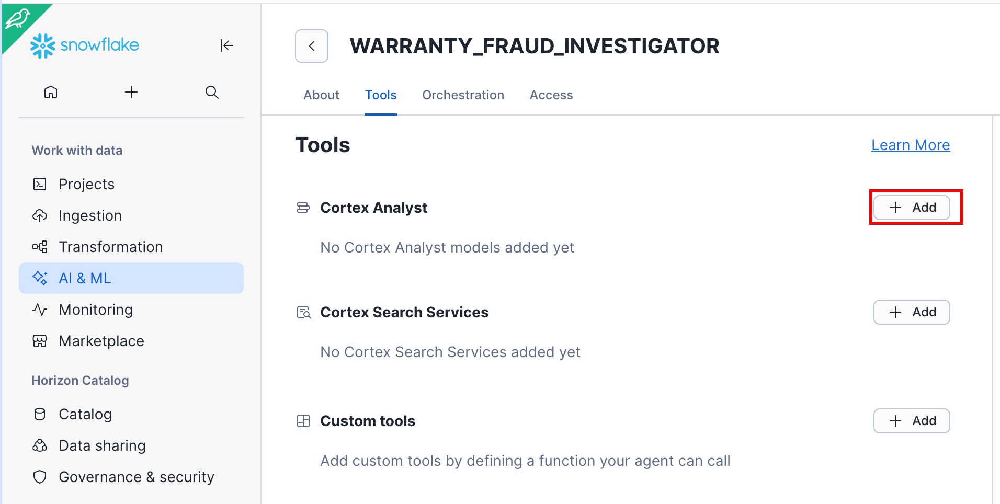 snowflake
WARRANTY_FRAUD_INVESTIGATOR
About Tools Orchestration Access
Work with data
Projects
Ingestion
Transformation
AI & ML
Monitoring
Marketplace
Horizon Catalog
Catalog
Data sharing
Governance & security
Tools
Learn More
Cortex Analyst
Add
No Cortex Analyst models added yet
Cortex Search Services
Add
No Cortex Search Services added yet
Custom tools
Add
Add custom tools by defining a function your agent can call